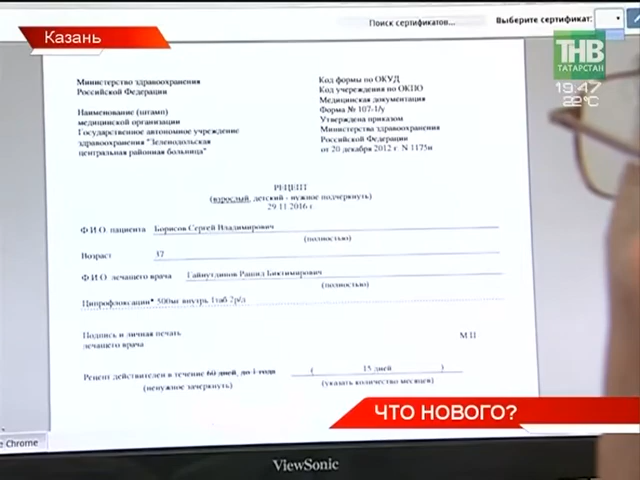 Поиск сертификатов...
Выберите сертификат:
Казань
ТНВ
ТАТАРСТАН
19:47
22°C
Министерство здравоохранения
Российской Федерации
Наименование (штамп)
медицинской организации
Государственное автономное учреждение
здравоохранения "Зеленодольская
центральная районная больница"
Код формы по ОКУД
Код учереждения по ОКПО
Медицинская документация
Форма № 107-1/у
Утверждена приказом
Министерства здравоохранения
Российской Федерации
от 20 декабря 2012 г. N 1175н
РЕЦЕПТ
(взрослый, детский - нужное подчеркнуть)
29.11.2016 г.
Ф.И.О. пациента Борисов Сергей Владимирович
(полностью)
Возраст 37
Ф.И.О. лечащего врача Гайнутдинов Рашид Биктимирович
(полностью)
Ципрофлоксацин* 500мг внутрь 1таб 2р/д
Подпись и личная печать М.П
лечащего врача
Рецепт действителен в течение 60 дней, до 1 года ( 15 дней )
(ненужное зачеркнуть) (указать количество месяцев)
ЧТО НОВОГО?
e Chrome
ViewSonic